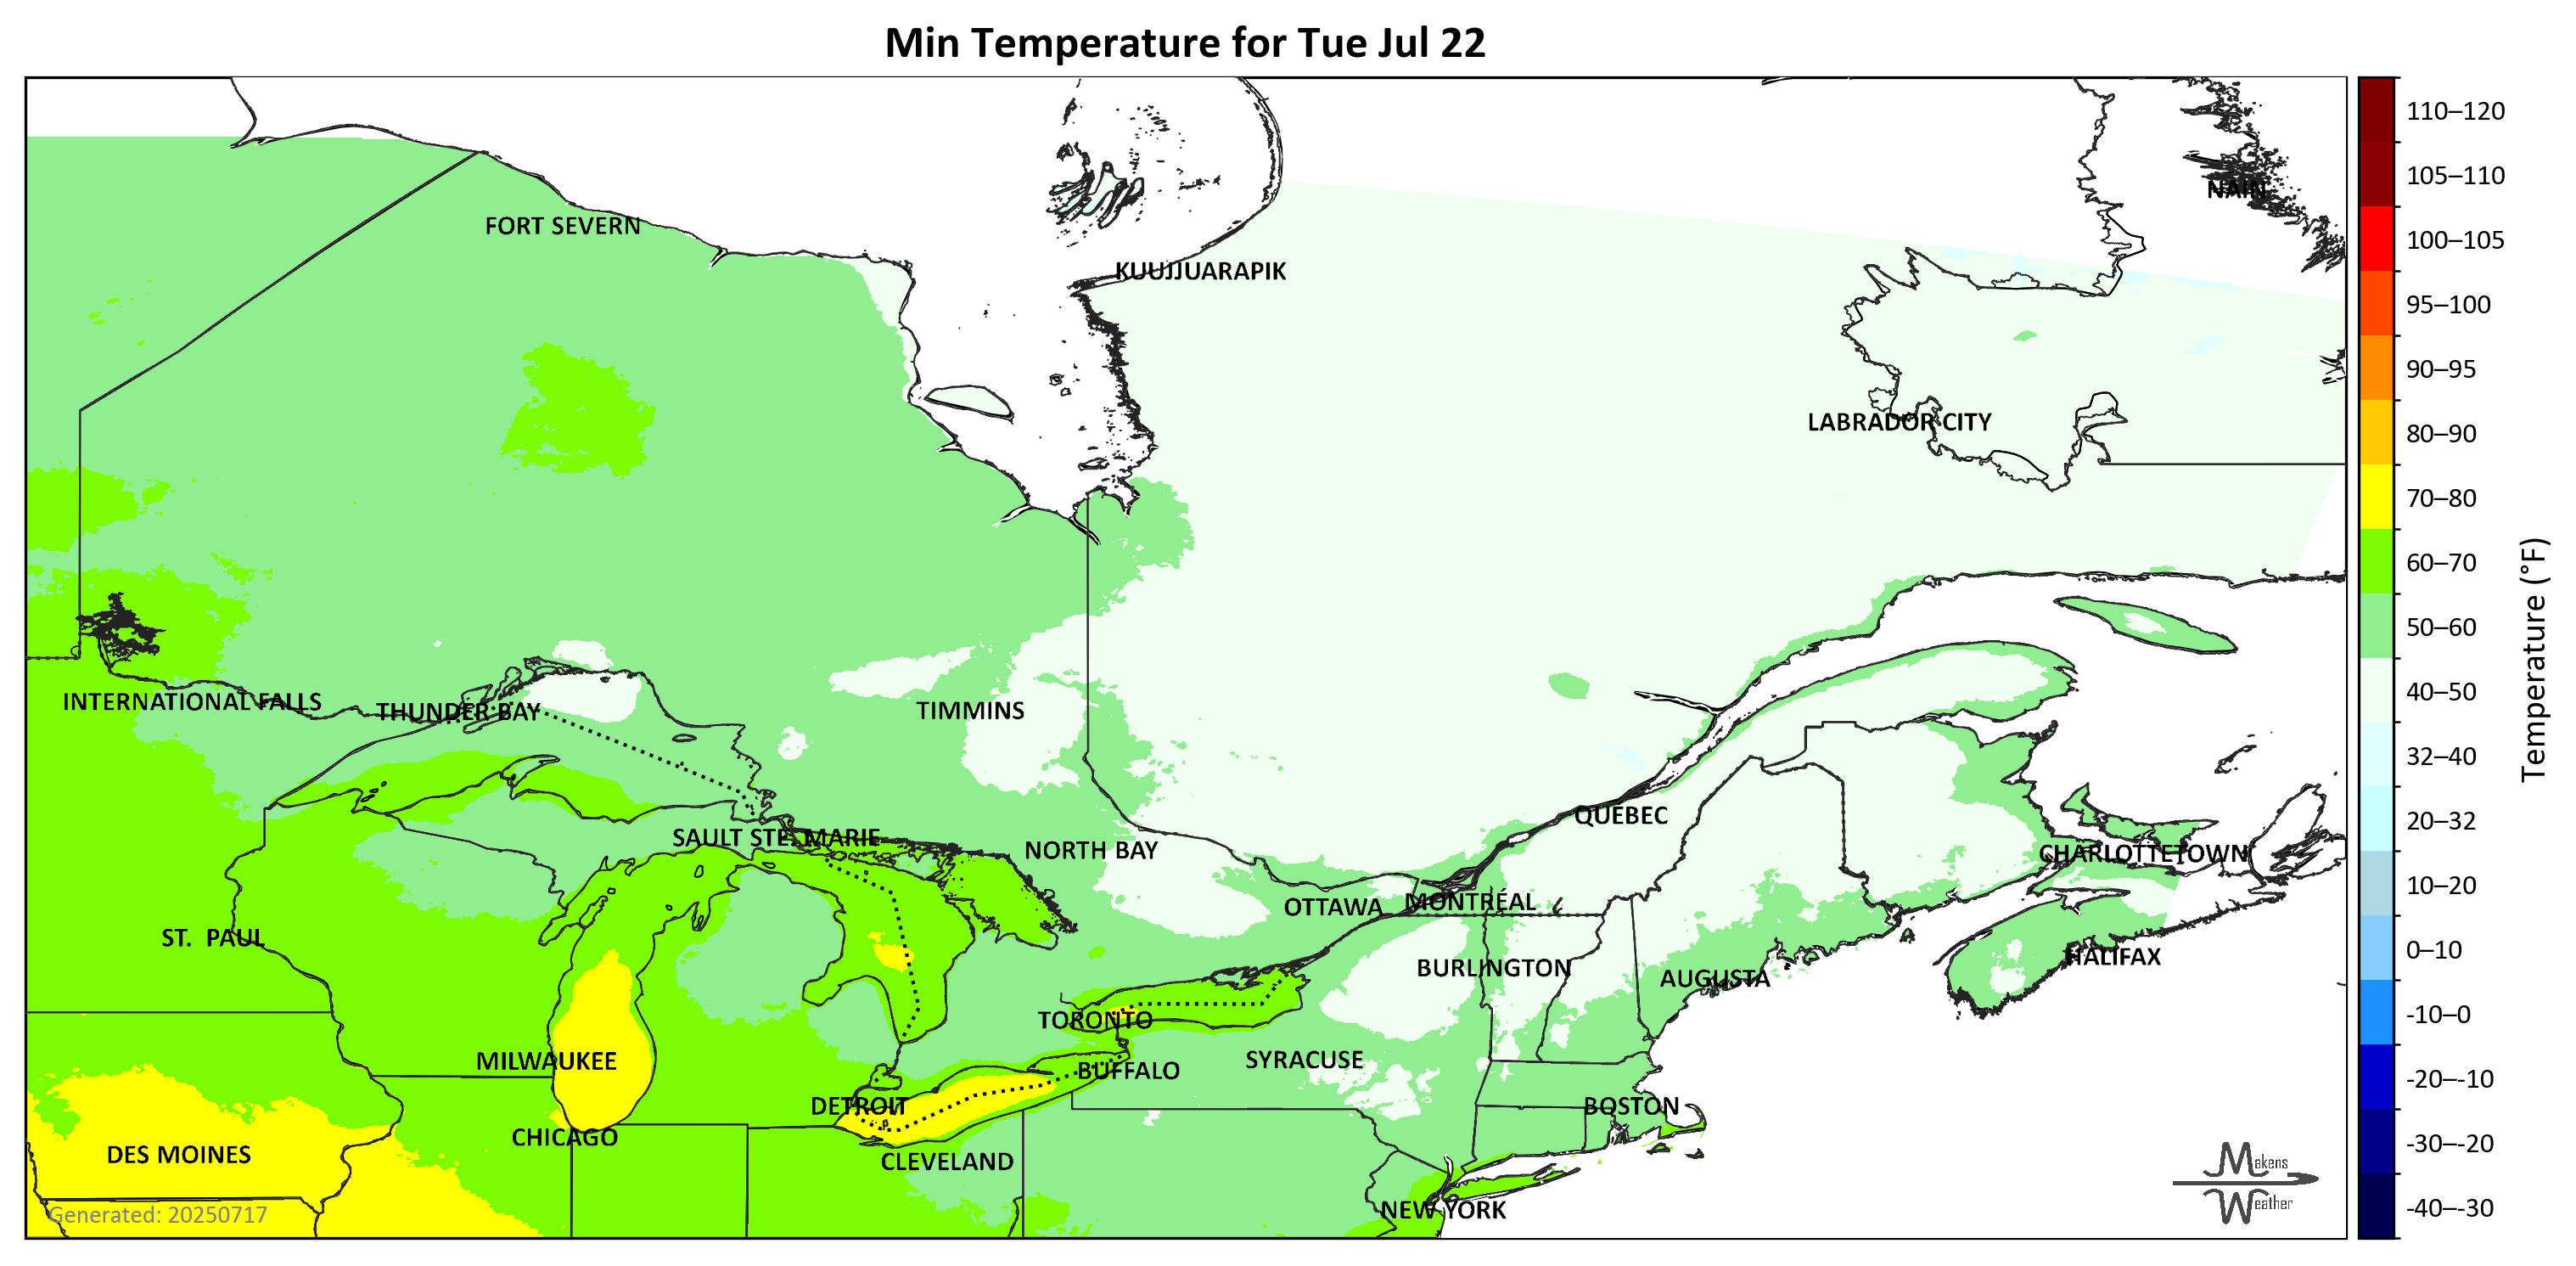 Min Temperature for Tue Jul 22
FORT SEVERN
NAIN
KUUJJUARAPIK
LABRADOR CITY
INTERNATIONAL FALLS
THUNDER BAY
TIMMINS
QUEBEC
SAULT STE. MARIE
NORTH BAY
CHARLOTTETOWN
OTTAWA
MONTRÉAL
ST. PAUL
BURLINGTON
AUGUSTA
HALIFAX
TORONTO
MILWAUKEE
BUFFALO
SYRACUSE
DETROIT
BOSTON
CHICAGO
DES MOINES
CLEVELAND
NEW YORK
Generated: 20250717
Makens
Weather
110–120
105–110
100–105
95–100
90–95
80–90
70–80
60–70
50–60
40–50
32–40
20–32
10–20
0–10
-10–0
-20–-10
-30–-20
-40–-30
Temperature (°F)